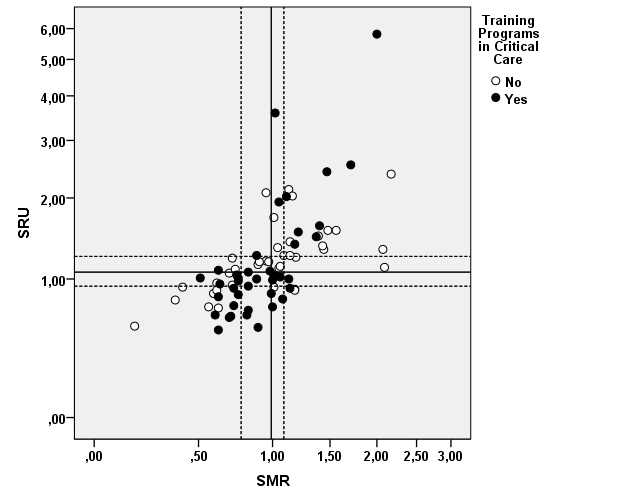 Training
Programs
in Critical
Care
No
Yes
6,00
5,00
4,00
3,00
2,00
1,00
,00
SRU
,00 ,50 1,00 1,50 2,00 2,50 3,00
SMR